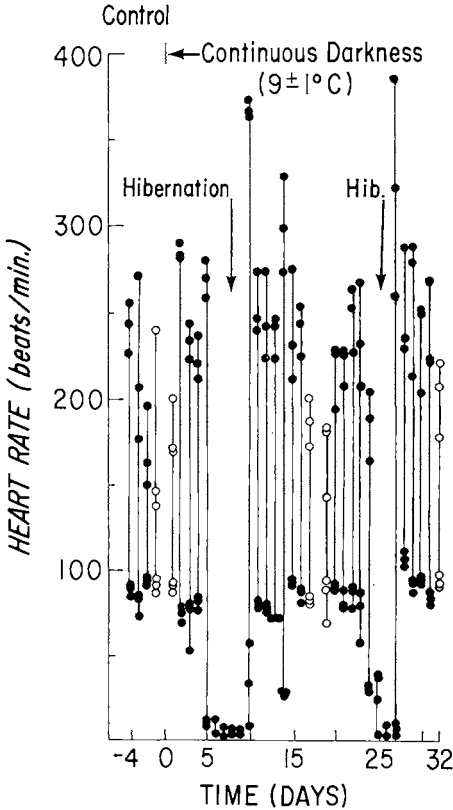 Control
400
Continuous Darkness
(9±1°C)
Hibernation
Hib.
300
200
100
HEART RATE (beats/min.)
-4 0 5 15 25 32
TIME (DAYS)